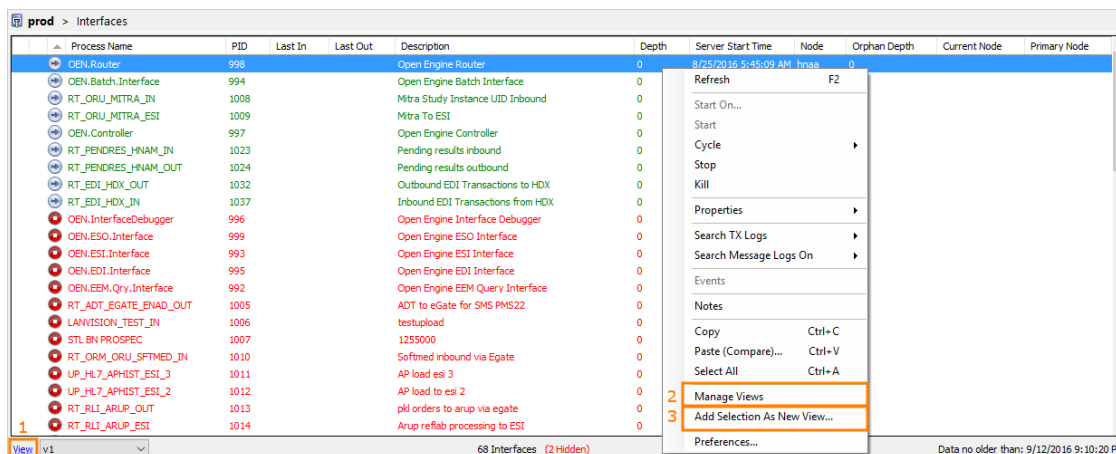 prod > Interfaces
Process Name PID Last In Last Out Description Depth Server Start Time Node Orphan Depth Current Node Primary Node
OEN.Router 998 Open Engine Router 0 8/25/2016 5:45:09 AM hnaa 0
OEN.Batch.Interface 994 Open Engine Batch Interface 0
RT_ORU_MITRA_IN 1008 Mitra Study Instance UID Inbound 0
RT_ORU_MITRA_ESI 1009 Mitra To ESI 0
OEN.Controller 997 Open Engine Controller 0
RT_PENDRES_HNAM_IN 1023 Pending results inbound 0
RT_PENDRES_HNAM_OUT 1024 Pending results outbound 0
RT_EDI_HDX_OUT 1032 Outbound EDI Transactions to HDX 0
RT_EDI_HDX_IN 1037 Inbound EDI Transactions from HDX 0
OEN.InterfaceDebugger 996 Open Engine Interface Debugger 0
OEN.ESO.Interface 999 Open Engine ESO Interface 0
OEN.ESI.Interface 993 Open Engine ESI Interface 0
OEN.EDI.Interface 995 Open Engine EDI Interface 0
OEN.EEM.Qry.Interface 992 Open Engine EEM Query Interface 0
RT_ADT_EGATE_ENAD_OUT 1005 ADT to eGate for SMS PMS22 0
LANVISION_TEST_IN 1006 testupload 0
STL BN PROSPEC 1007 1255000 0
RT_ORM_ORU_SFTMED_IN 1010 Softmed inbound via Egate 0
UP_HL7_APHIST_ESI_3 1011 AP load esi 3 0
UP_HL7_APHIST_ESI_2 1012 AP load to esi 2 0
RT_RLI_ARUP_OUT 1013 pkl orders to arup via egate 0
RT_RLI_ARUP_ESI 1014 Arup reflab processing to ESI 0
Refresh F2
Start On...
Start
Cycle
Stop
Kill
Properties
Search TX Logs
Search Message Logs On
Events
Notes
Copy Ctrl+C
Paste (Compare)... Ctrl+V
Select All Ctrl+A
2 Manage Views
3 Add Selection As New View...
Preferences...
1
View v1 68 Interfaces (2 Hidden) Data no older than: 9/12/2016 9:10:20 P